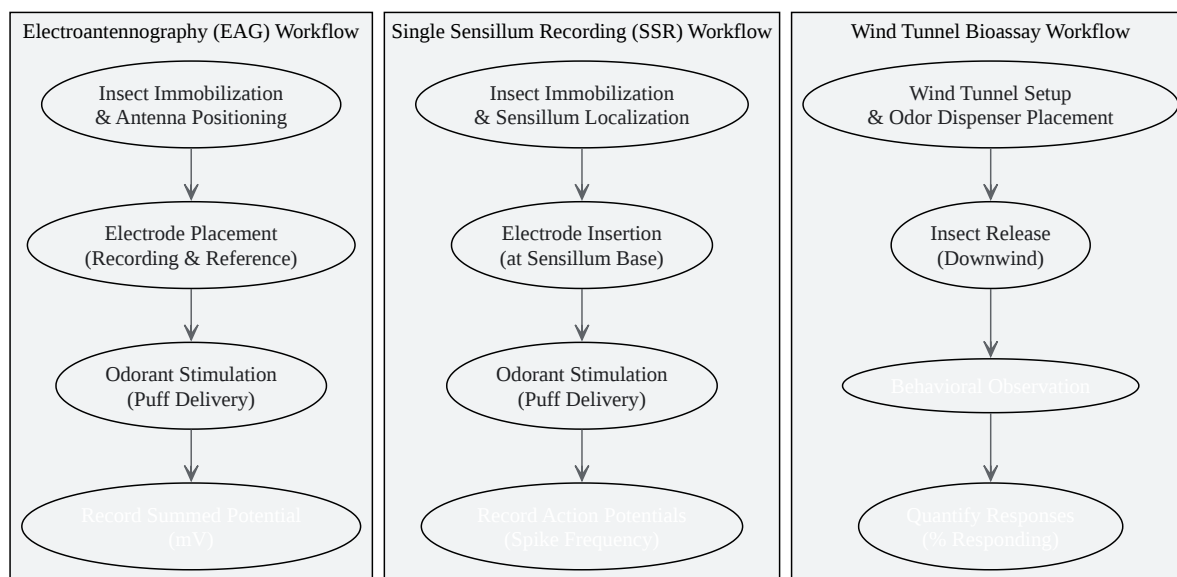 Electroantennography (EAG) Workflow
Insect Immobilization
& Antenna Positioning
Electrode Placement
(Recording & Reference)
Odorant Stimulation
(Puff Delivery)
Record Summed Potential
(mV)
Single Sensillum Recording (SSR) Workflow
Insect Immobilization
& Sensillum Localization
Electrode Insertion
(at Sensillum Base)
Odorant Stimulation
(Puff Delivery)
Record Action Potentials
(Spike Frequency)
Wind Tunnel Bioassay Workflow
Wind Tunnel Setup
& Odor Dispenser Placement
Insect Release
(Downwind)
Behavioral Observation
Quantify Responses
(% Responding)